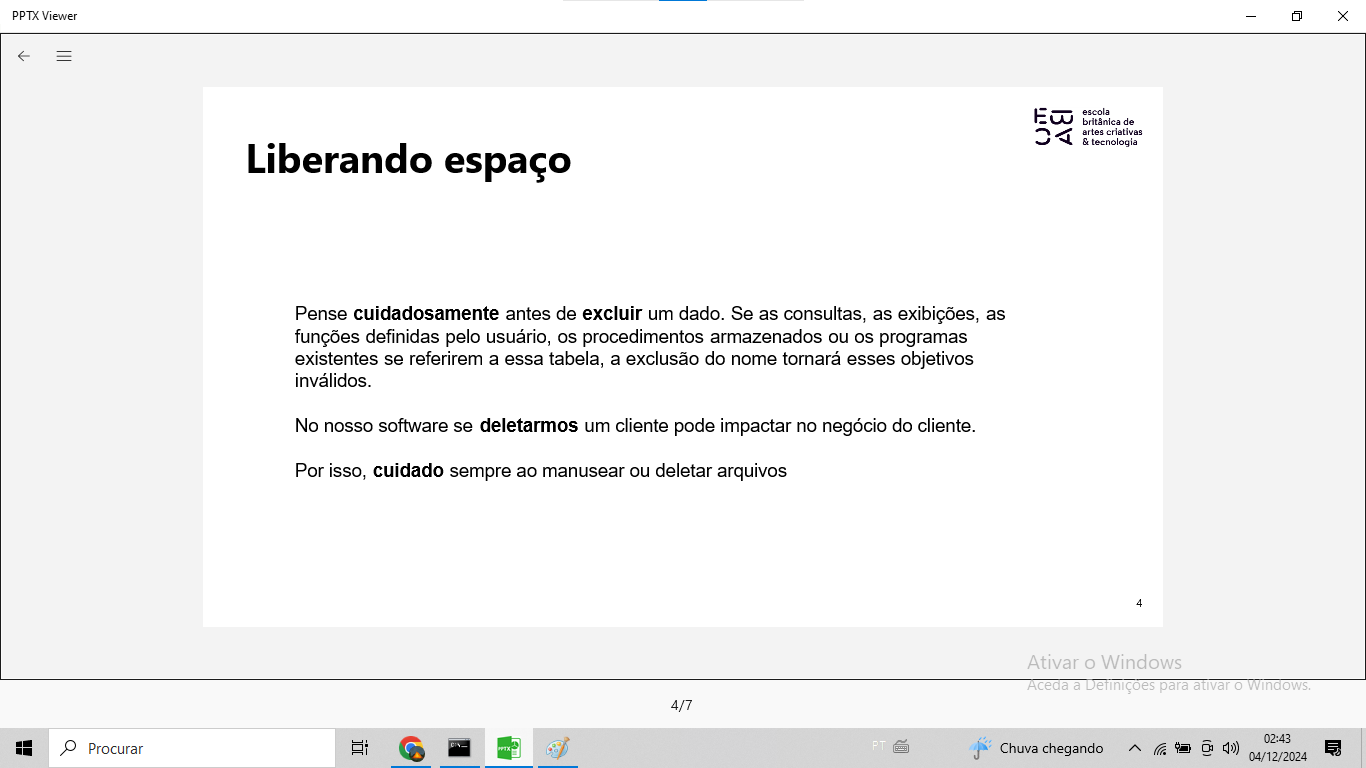 PPTX Viewer
escola
britânica de
artes criativas
& tecnologia
Liberando espaço
Pense cuidadosamente antes de excluir um dado. Se as consultas, as exibições, as
funções definidas pelo usuário, os procedimentos armazenados ou os programas
existentes se referirem a essa tabela, a exclusão do nome tornará esses objetivos
inválidos.
No nosso software se deletarmos um cliente pode impactar no negócio do cliente.
Por isso, cuidado sempre ao manusear ou deletar arquivos
4
Ativar o Windows
Aceda a Definições para ativar o Windows.
4/7
Procurar
PT
Chuva chegando
02:43
04/12/2024